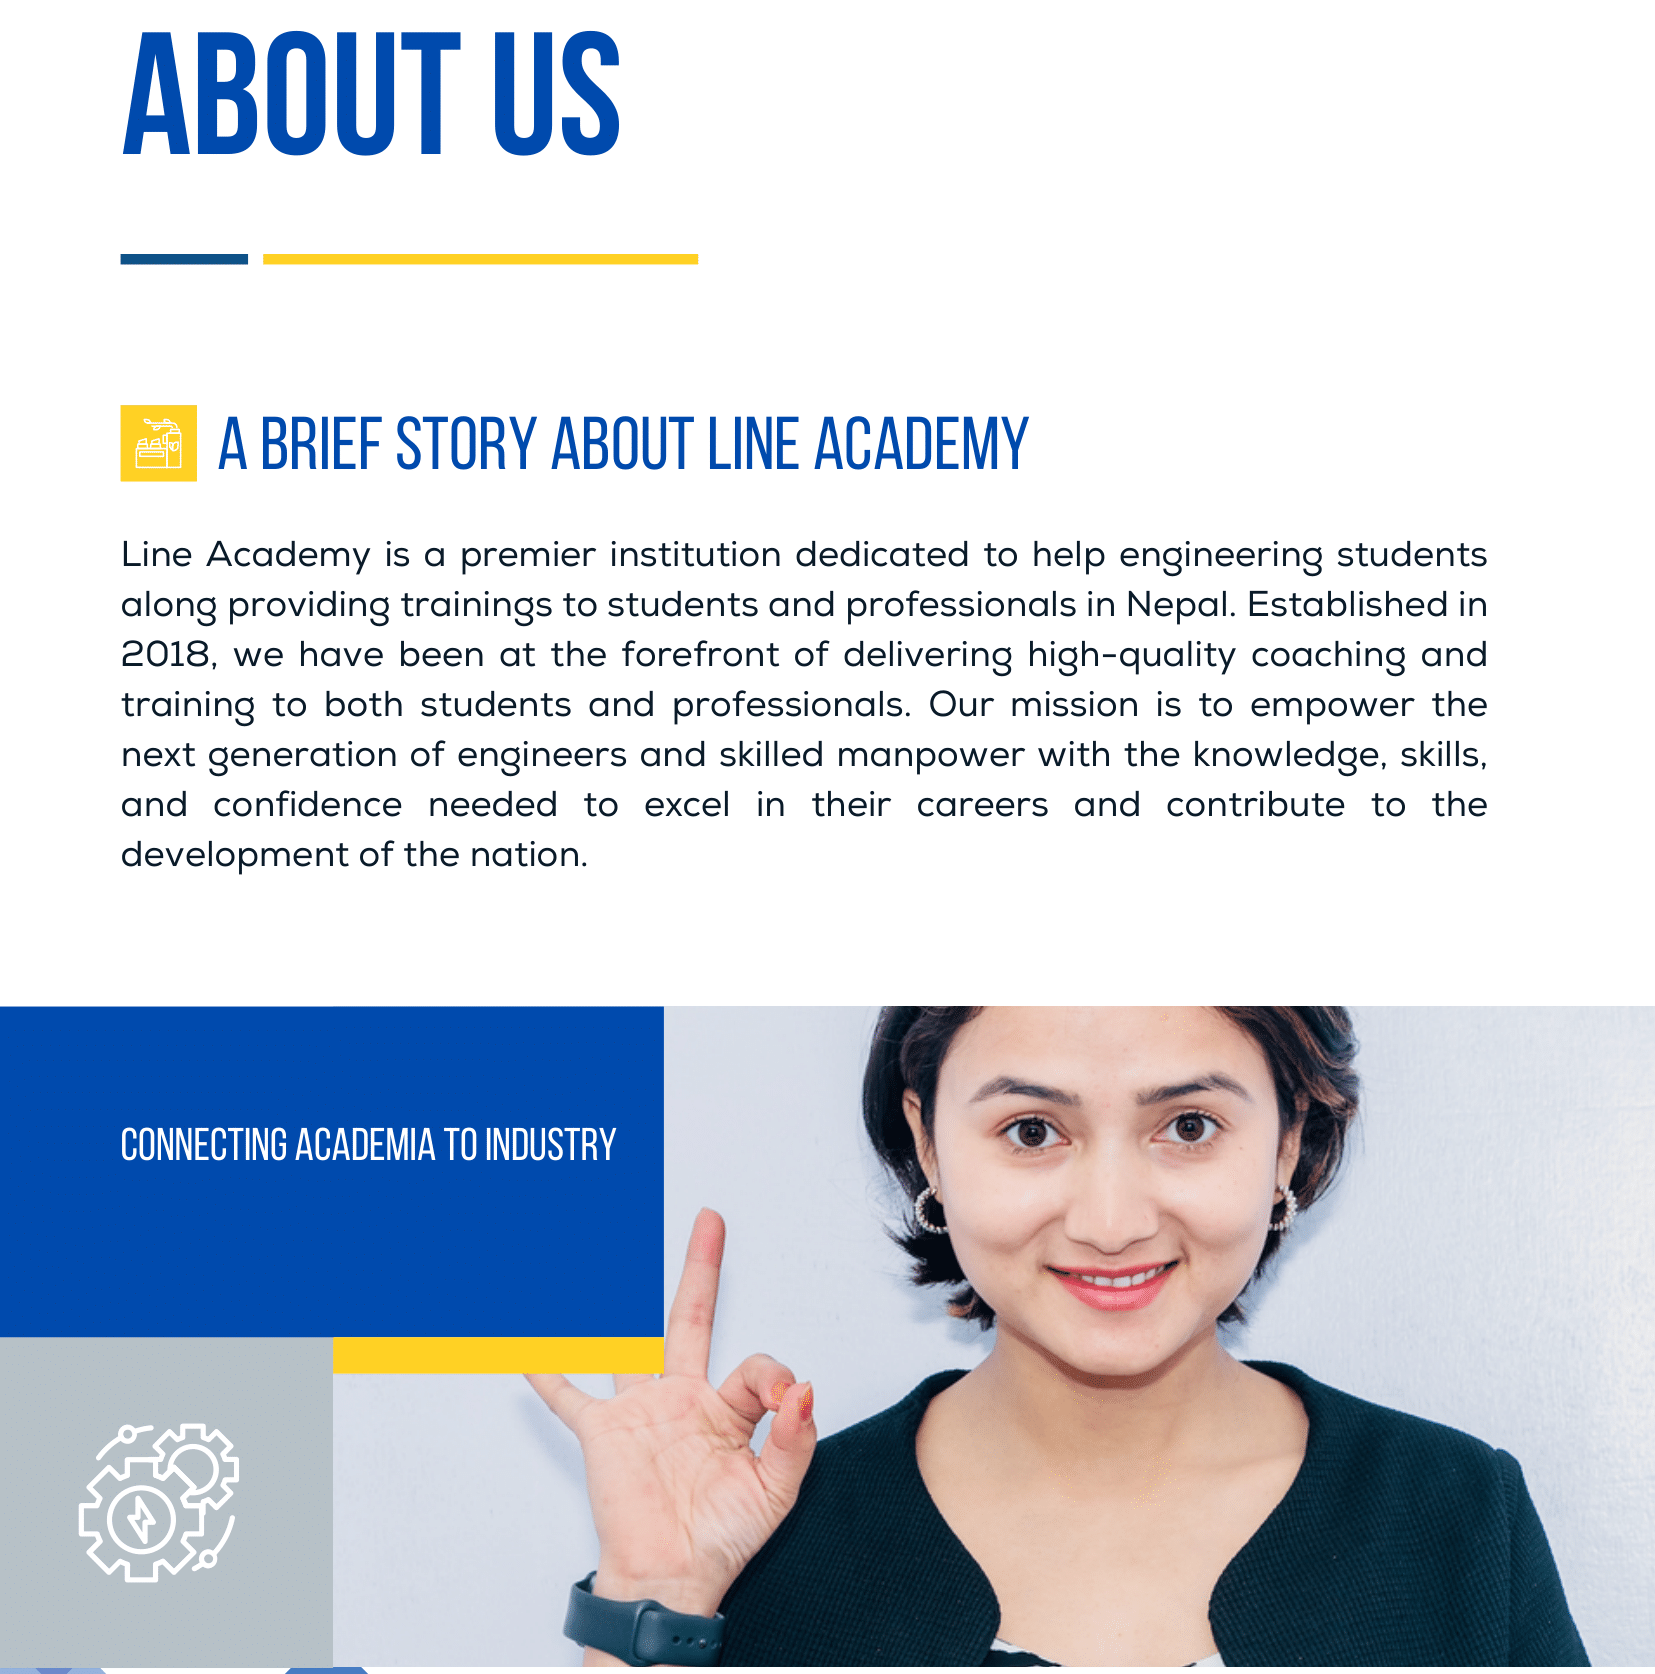 ABOUT US
A BRIEF STORY ABOUT LINE ACADEMY
Line Academy is a premier institution dedicated to help engineering students
along providing trainings to students and professionals in Nepal. Established in
2018, we have been at the forefront of delivering high-quality coaching and
training to both students and professionals. Our mission is to empower the
next generation of engineers and skilled manpower with the knowledge, skills,
and confidence needed to excel in their careers and contribute to the
development of the nation.
CONNECTING ACADEMIA TO INDUSTRY